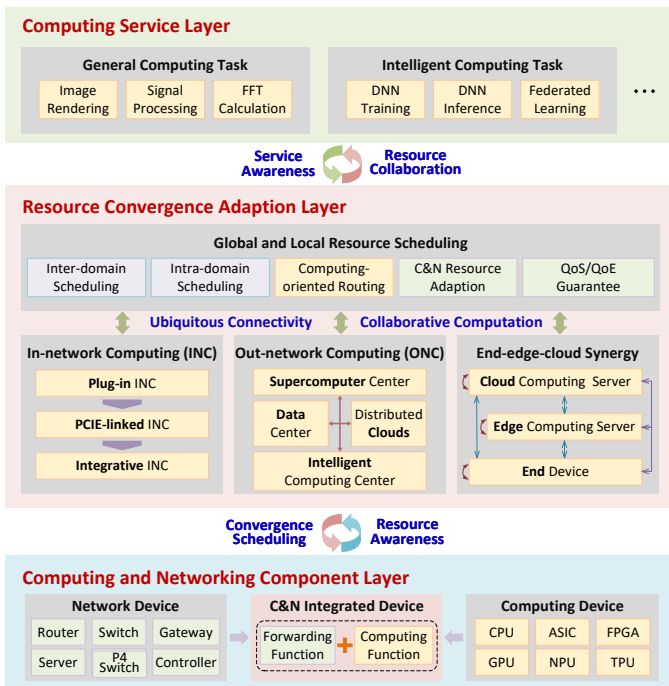 Computing Service Layer
General Computing Task
Image
Rendering
Signal
Processing
FFT
Calculation
Intelligent Computing Task
DNN
Training
DNN
Inference
Federated
Learning
...
Service
Awareness
Resource
Collaboration
Resource Convergence Adaption Layer
Global and Local Resource Scheduling
Inter-domain
Scheduling
Intra-domain
Scheduling
Computing-
oriented Routing
C&N Resource
Adaption
QoS/QoE
Guarantee
Ubiquitous Connectivity
Collaborative Computation
In-network Computing (INC)
Plug-in INC
PCIE-linked INC
Integrative INC
Out-network Computing (ONC)
Supercomputer Center
Data
Center
Distributed
Clouds
Intelligent
Computing Center
End-edge-cloud Synergy
Cloud Computing Server
Edge Computing Server
End Device
Convergence
Scheduling
Resource
Awareness
Computing and Networking Component Layer
Network Device
Router
Switch
Gateway
Server
P4
Switch
Controller
C&N Integrated Device
Forwarding
Function
+
Computing
Function
Computing Device
CPU
ASIC
FPGA
GPU
NPU
TPU